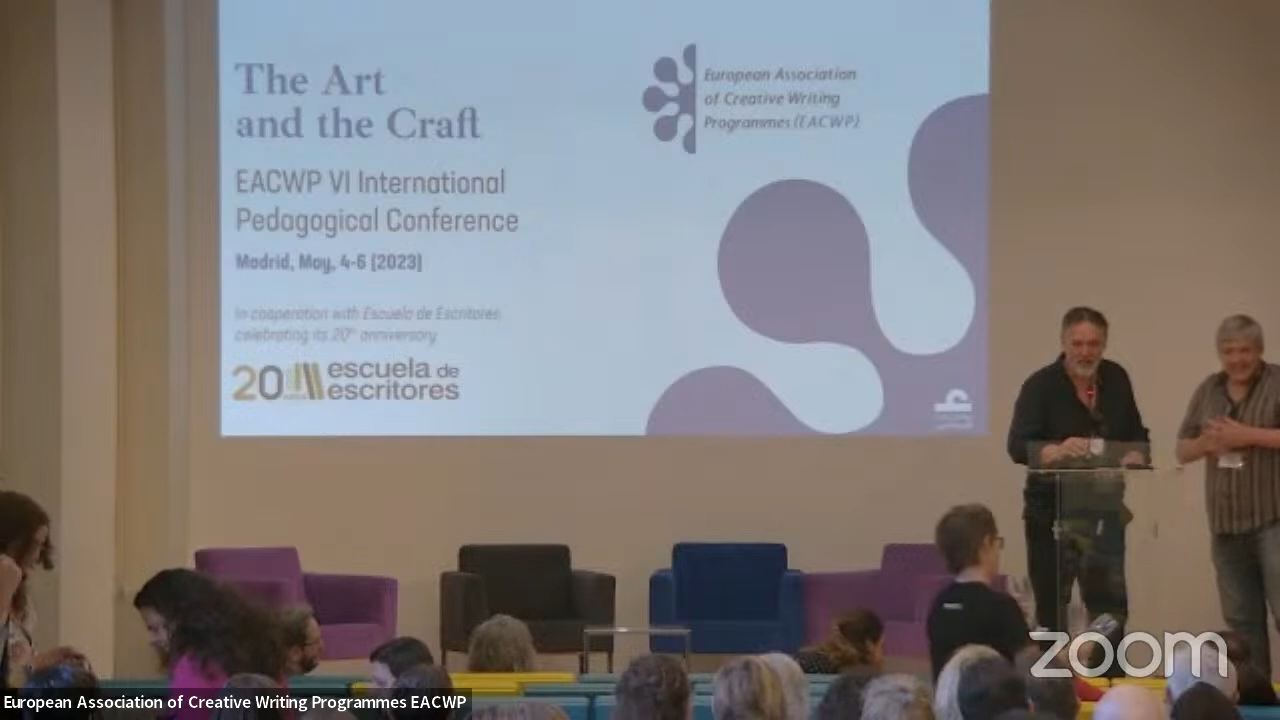 The Art
and the Craft
EACWP VI International
Pedagogical Conference
Madrid, May, 4-6 [2023]
In cooperation with Escuela de Escritores,
celebrating its 20th anniversary
20
escuela de
escritores
European Association
of Creative Writing
Programmes (EACWP)
zoom
European Association of Creative Writing Programmes EACWP